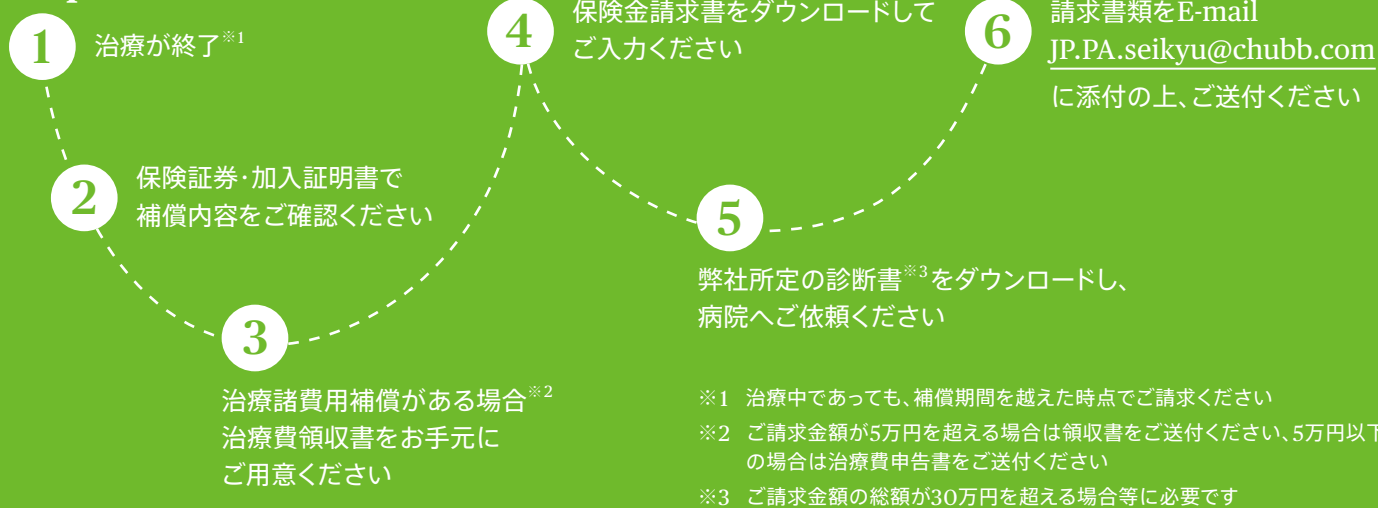 1
治療が終了※1
2
保険証券・加入証明書で
補償内容をご確認ください
3
治療諸費用補償がある場合※2
治療費領収書をお手元に
ご用意ください
4
保険金請求書をダウンロードして
ご入力ください
5
弊社所定の診断書※3をダウンロードし、
病院へご依頼ください
6
請求書類をE-mail
JP.PA.seikyu@chubb.com
に添付の上、ご送付ください
※1 治療中であっても、補償期間を越えた時点でご請求ください
※2 ご請求金額が5万円を超える場合は領収書をご送付ください、5万円以下
の場合は治療費申告書をご送付ください
※3 ご請求金額の総額が30万円を超える場合等に必要です